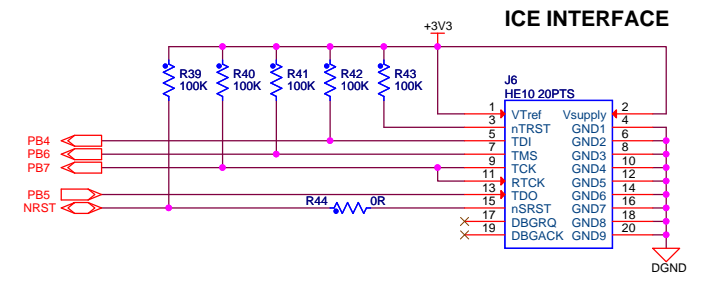 ICE INTERFACE
+3V3
R39
100K
R40
100K
R41
100K
R42
100K
R43
100K
J6
HE10 20PTS
1 VTref Vsupply 2
3 nTRST GND1 4
PB4 5 TDI GND2 6
PB6 7 TMS GND3 8
PB7 9 TCK GND4 10
11 RTCK GND5 12
PB5 13 TDO GND6 14
NRST R44 0R 15 nSRST GND7 16
17 DBGRQ GND8 18
19 DBGACK GND9 20
DGND